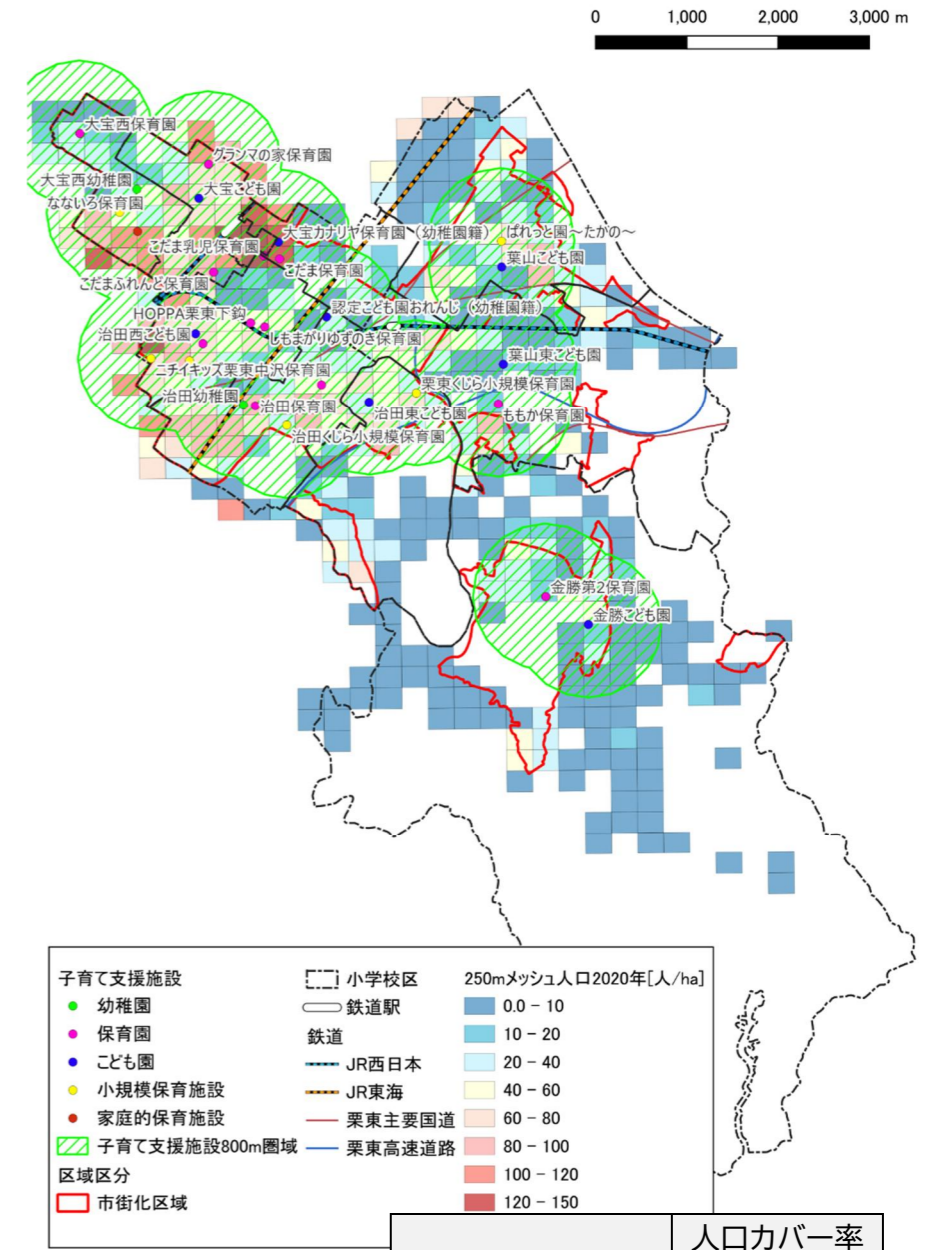 0 1,000 2,000 3,000 m
大宝西保育園
グランマの家保育園
大宝西幼稚園
大宝こども園
なないろ保育園
大宝カナリヤ保育園（幼稚園籍）
ぱれっと園～たかの～
こだま乳児保育園
葉山こども園
こだま保育園
こだまふれんど保育園
認定こども園おれんじ（幼稚園籍）
HOPPA栗東下鈎
治田西こども園
しもまがりゆずのき保育園
葉山東こども園
ニチイキッズ栗東中沢保育園
栗東くじら小規模保育園
治田幼稚園
治田保育園
治田東こども園
ももか保育園
治田くじら小規模保育園
金勝第2保育園
金勝こども園
子育て支援施設
幼稚園
保育園
こども園
小規模保育施設
家庭的保育施設
子育て支援施設800m圏域
区域区分
市街化区域
小学校区
鉄道駅
鉄道
JR西日本
JR東海
栗東主要国道
栗東高速道路
250mメッシュ人口2020年[人/ha]
0.0 - 10
10 - 20
20 - 40
40 - 60
60 - 80
80 - 100
100 - 120
120 - 150
人口カバー率